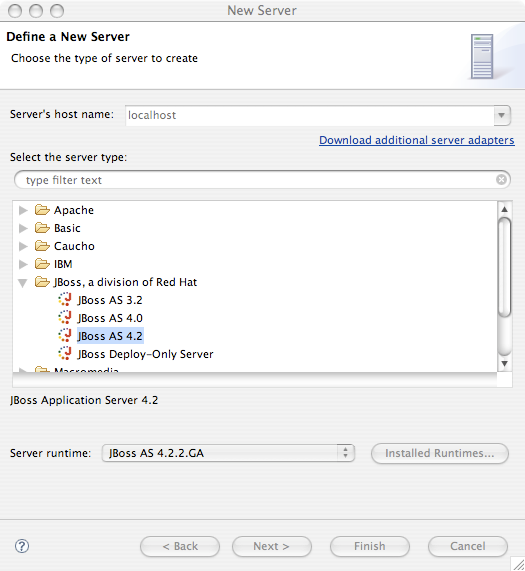 New Server
Define a New Server
Choose the type of server to create
Server's host name: localhost
Download additional server adapters
Select the server type:
type filter text
Apache
Basic
Caucho
IBM
JBoss, a division of Red Hat
JBoss AS 3.2
JBoss AS 4.0
JBoss AS 4.2
JBoss Deploy-Only Server
Macromedia
JBoss Application Server 4.2
Server runtime: JBoss AS 4.2.2.GA Installed Runtimes...
? < Back Next > Finish Cancel